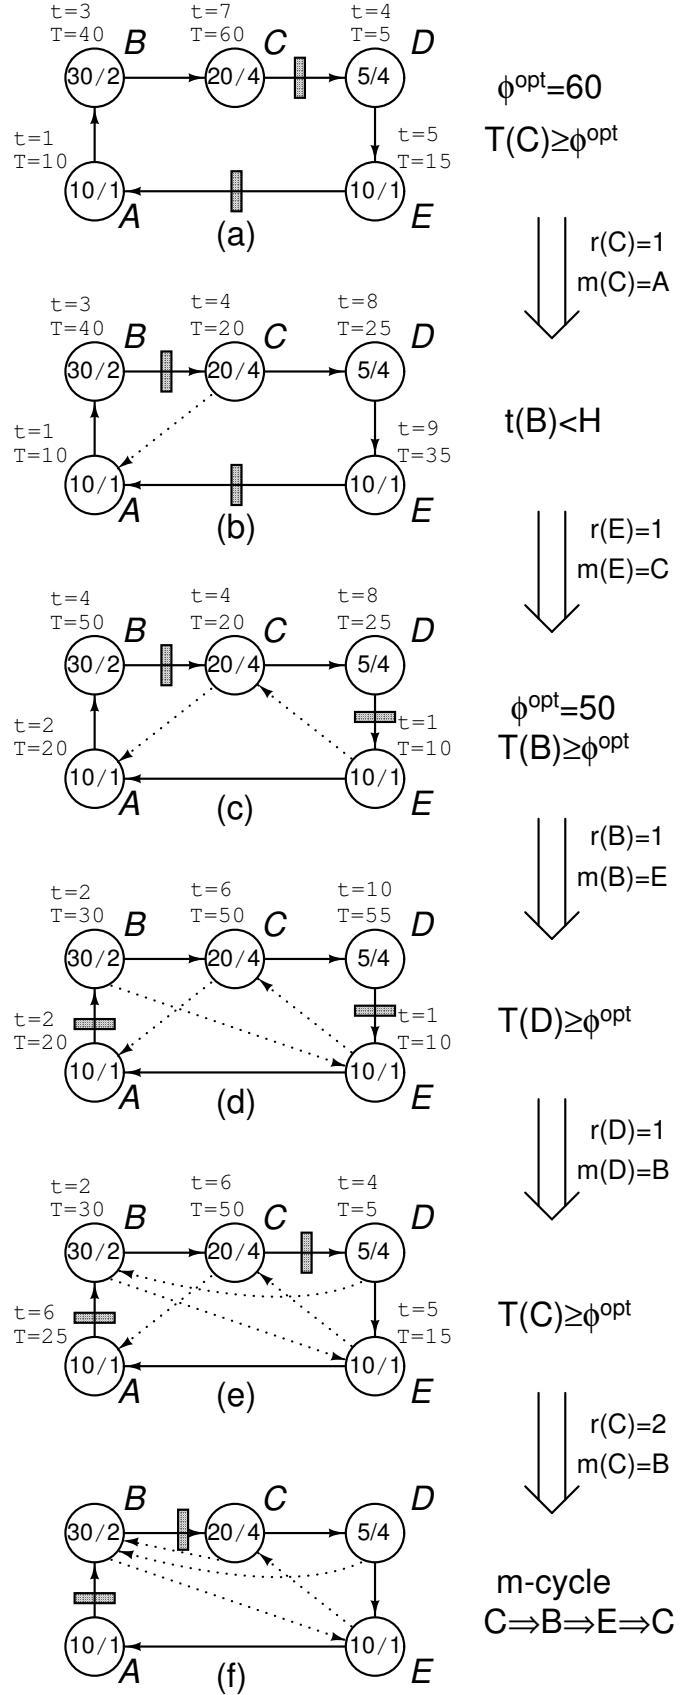 t=3 t=7 t=4
T=40 B T=60 C T=5 D
30/2 20/4 5/4
ϕopt=60
T(C)≥ϕopt
t=1 t=5
T=10 T=15
10/1 10/1
A (a) E
r(C)=1
m(C)=A
t=3 t=4 t=8
T=40 B T=20 C T=25 D
30/2 20/4 5/4
t(B)<H
t=1 t=9
T=10 T=35
10/1 10/1
A (b) E
r(E)=1
m(E)=C
t=4 t=4 t=8
T=50 B T=20 C T=25 D
30/2 20/4 5/4
ϕopt=50
T(B)≥ϕopt
t=2 t=1
T=20 T=10
10/1 10/1
A (c) E
r(B)=1
m(B)=E
t=2 t=6 t=10
T=30 B T=50 C T=55 D
30/2 20/4 5/4
T(D)≥ϕopt
t=2 t=1
T=20 T=10
10/1 10/1
A (d) E
r(D)=1
m(D)=B
t=2 t=6 t=4
T=30 B T=50 C T=5 D
30/2 20/4 5/4
T(C)≥ϕopt
t=6 t=5
T=25 T=15
10/1 10/1
A (e) E
r(C)=2
m(C)=B
B C D
30/2 20/4 5/4
m-cycle
C⇒B⇒E⇒C
10/1 10/1
A (f) E